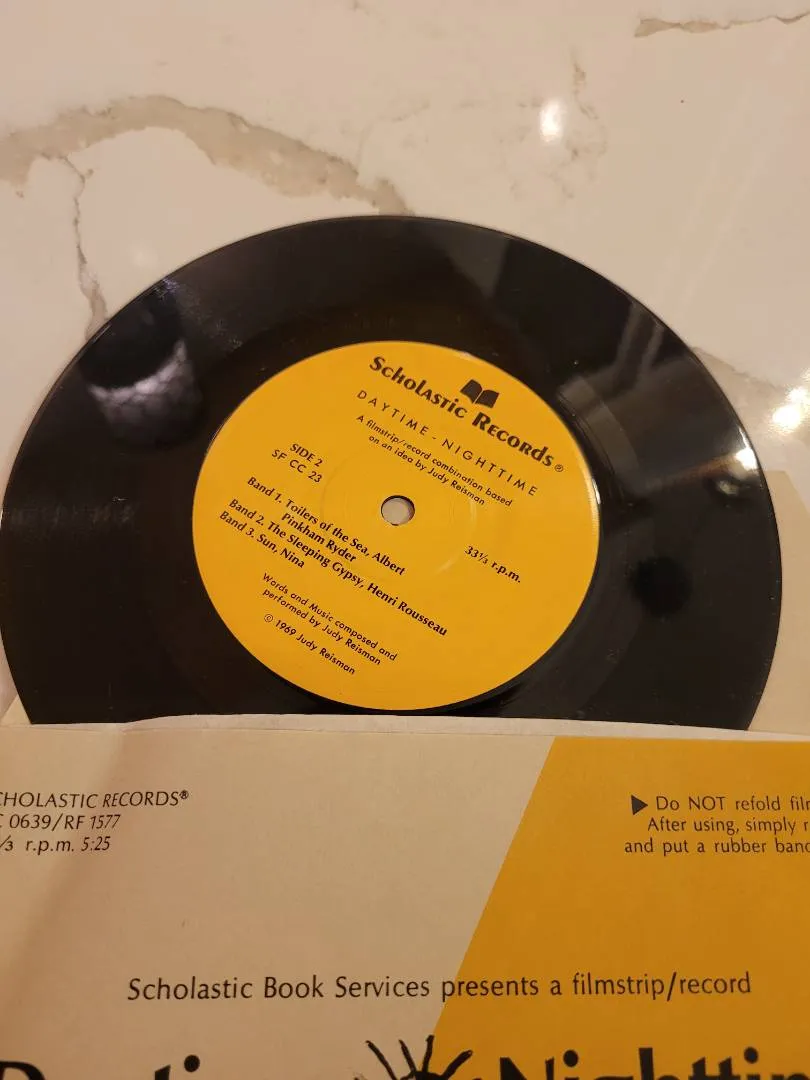 Scholastic Records®
DAYTIME - NIGHTTIME
A filmstrip/record combination based
on an idea by Judy Reisman
SIDE 2
SF CC 23
33⅓ r.p.m.
Band 1. Toilers of the Sea, Albert
Pinkham Ryder
Band 2. The Sleeping Gypsy, Henri Rousseau
Band 3. Sun, Nina
Words and Music composed and
performed by Judy Reisman
© 1969 Judy Reisman
CHOLASTIC RECORDS®
C 0639/RF 1577
/3 r.p.m. 5:25
▶ Do NOT refold film
After using, simply r
and put a rubber band
Scholastic Book Services presents a filmstrip/record